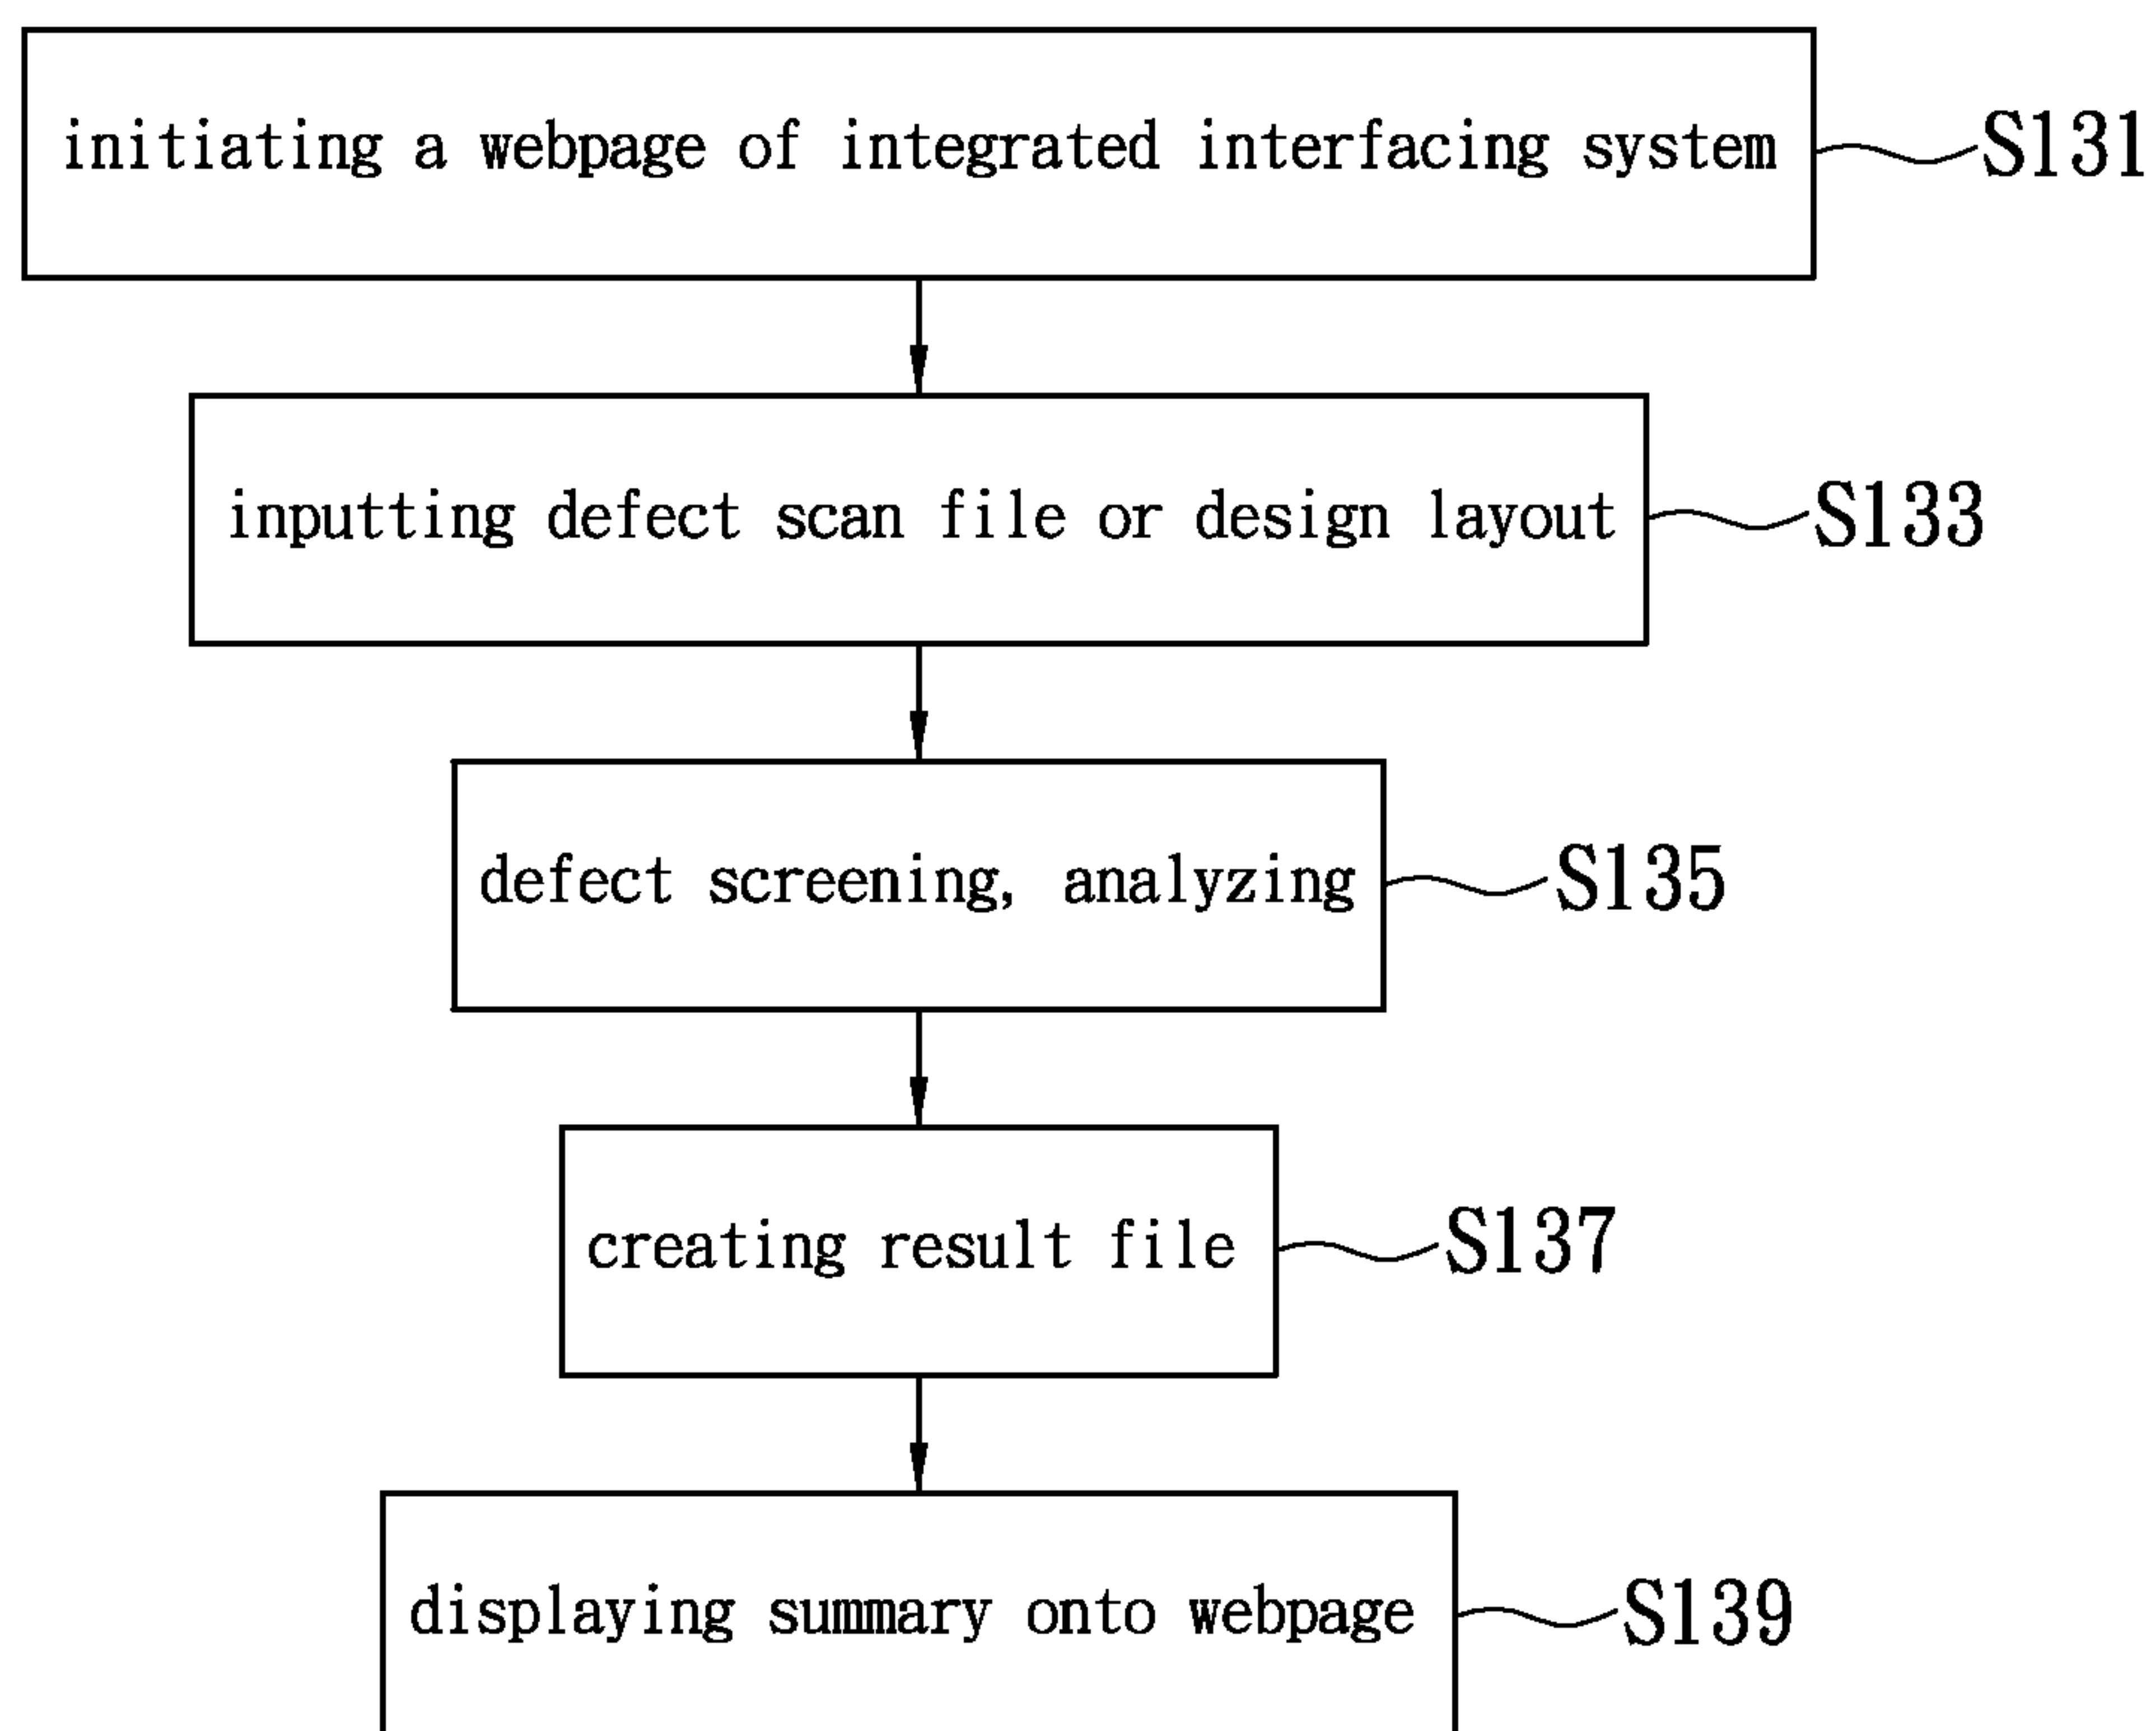 initiating a webpage of integrated interfacing system S131
inputting defect scan file or design layout S133
defect screening, analyzing S135
creating result file S137
displaying summary onto webpage S139